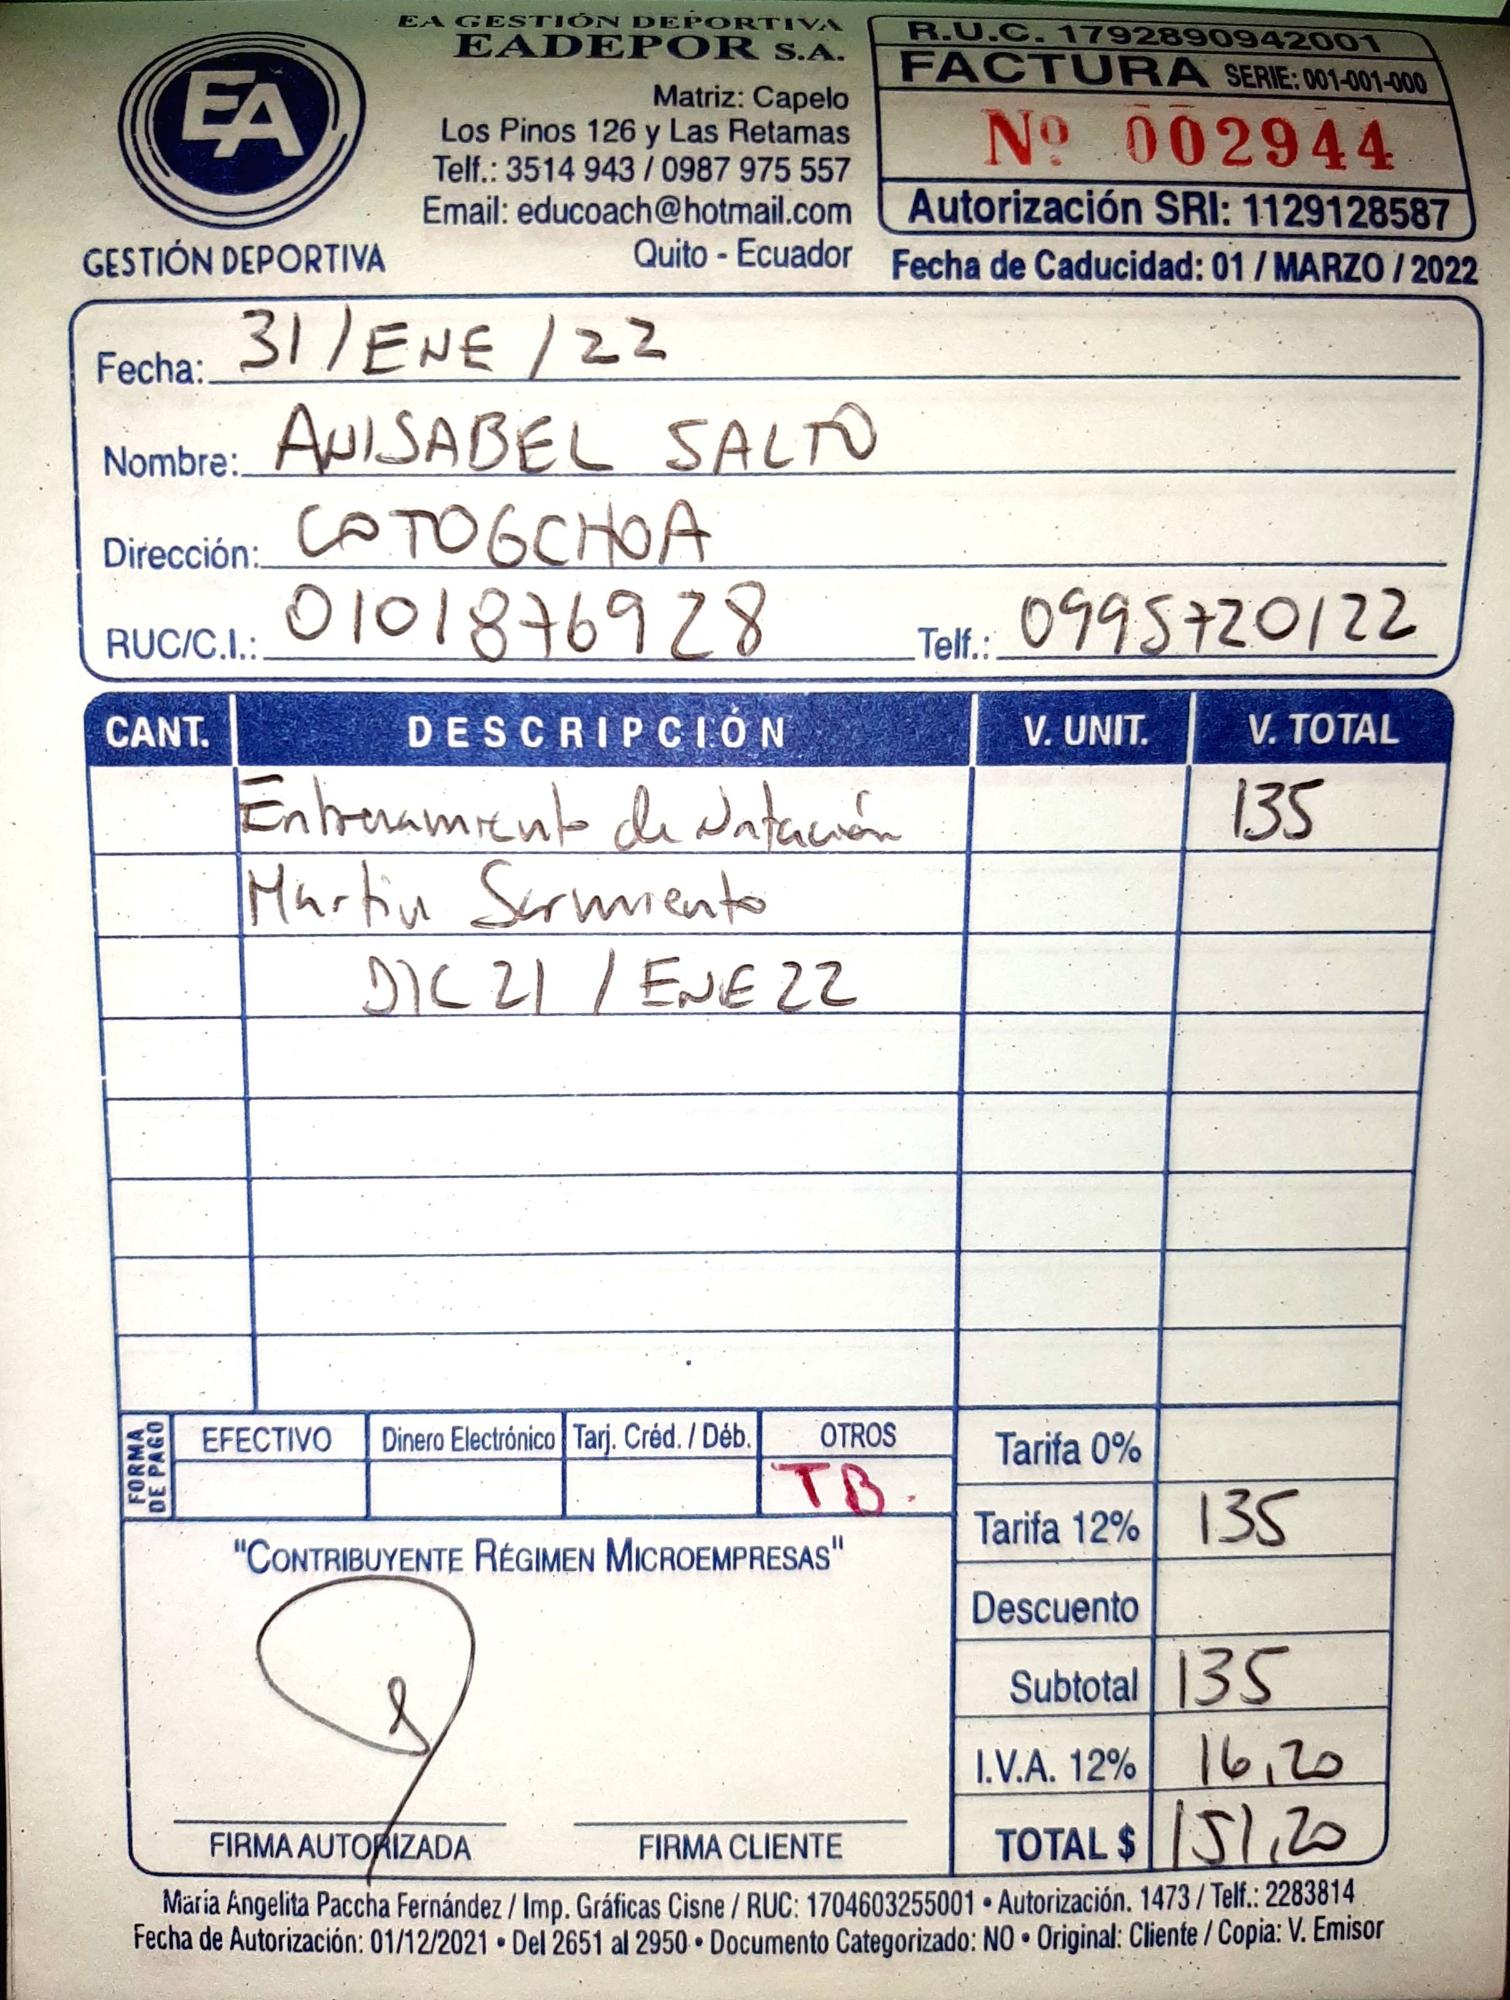 EA GESTIÓN DEPORTIVA
EADEPOR S.A.
Matriz: Capelo
Los Pinos 126 y Las Retamas
Telf.: 3514 943 / 0987 975 557
Email: educoach@hotmail.com
Quito - Ecuador
EA
GESTIÓN DEPORTIVA
R.U.C. 1792890942001
FACTURA SERIE: 001-001-000
Nº 002944
Autorización SRI: 1129128587
Fecha de Caducidad: 01 / MARZO / 2022
Fecha: 31 / ENE / 22
Nombre: ANISABEL SALTO
Dirección: COTOGCHOA
RUC/C.I.: 0101876928 Telf.: 0995720122
CANT. DESCRIPCIÓN V. UNIT. V. TOTAL
Entrenamiento de Natación 135
Martin Sarmiento
DIC 21 / ENE 22
FORMA DE PAGO
EFECTIVO Dinero Electrónico Tarj. Créd. / Déb. OTROS
TB.
Tarifa 0%
Tarifa 12% 135
Descuento
Subtotal 135
I.V.A. 12% 16,20
TOTAL $ 151,20
"CONTRIBUYENTE RÉGIMEN MICROEMPRESAS"
FIRMA AUTORIZADA FIRMA CLIENTE
María Angelita Paccha Fernández / Imp. Gráficas Cisne / RUC: 1704603255001 • Autorización. 1473 / Telf.: 2283814
Fecha de Autorización: 01/12/2021 • Del 2651 al 2950 • Documento Categorizado: NO • Original: Cliente / Copia: V. Emisor